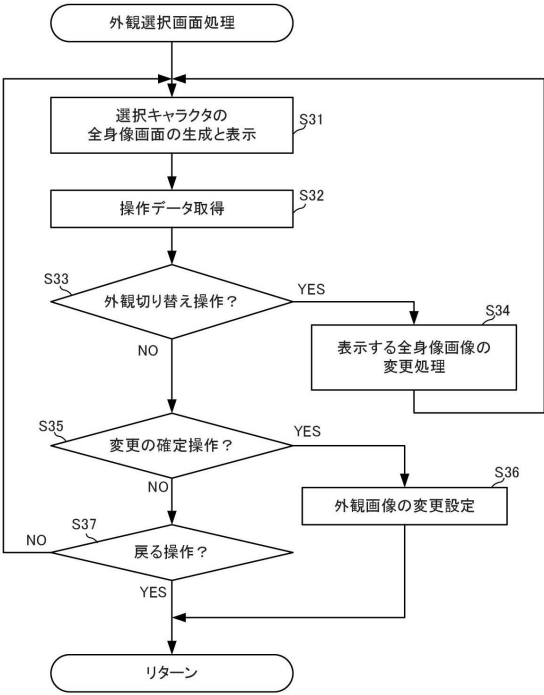 外観選択画面処理
選択キャラクタの
全身像画面の生成と表示
S31
操作データ取得
S32
S33
外観切り替え操作？
YES
NO
S34
表示する全身像画像の
変更処理
S35
変更の確定操作？
YES
NO
S36
外観画像の変更設定
S37
戻る操作？
NO
YES
リターン